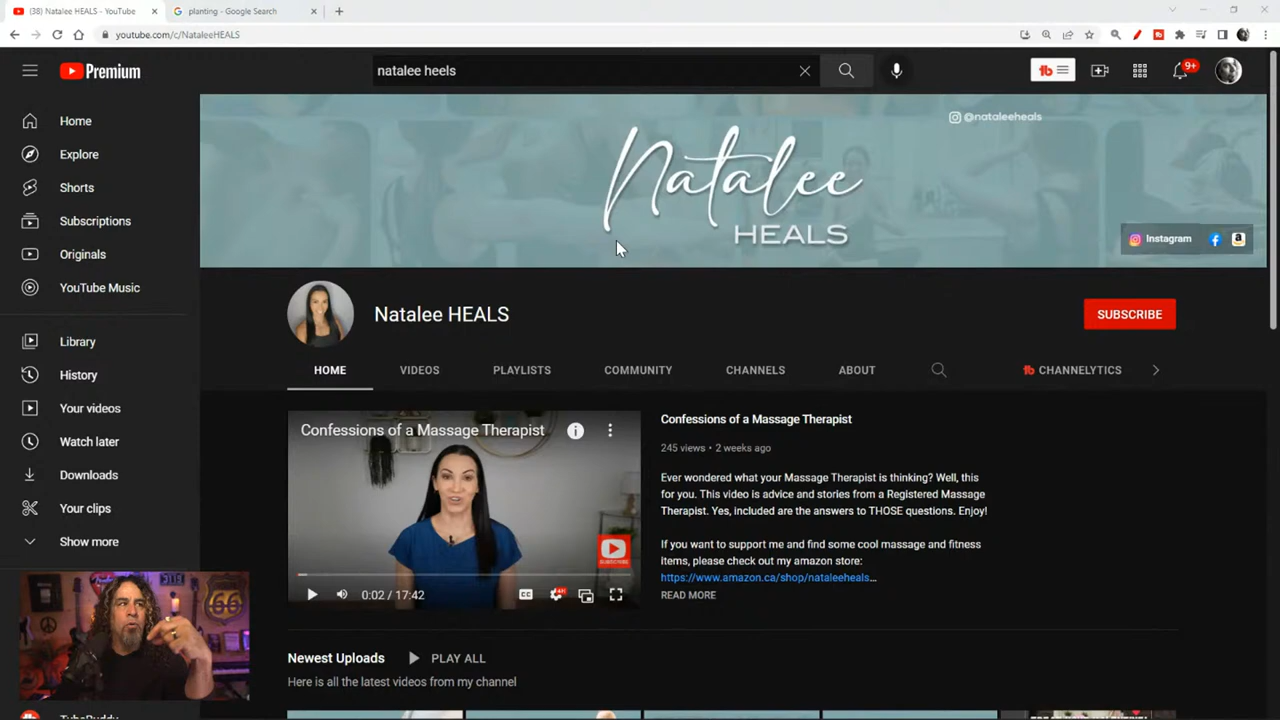 (38) Natalee HEALS - YouTube
planting - Google Search
youtube.com/c/NataleeHEALS
Premium
natalee heels
9+
Home
Explore
Shorts
Subscriptions
Originals
YouTube Music
Library
History
Your videos
Watch later
Downloads
Your clips
Show more
TubeBuddy
@nataleeheals
Natalee
HEALS
Instagram
Natalee HEALS
SUBSCRIBE
HOME
VIDEOS
PLAYLISTS
COMMUNITY
CHANNELS
ABOUT
CHANNELYTICS
Confessions of a Massage Therapist
SUBSCRIBE
0:02 / 17:42
Confessions of a Massage Therapist
245 views • 2 weeks ago
Ever wondered what your Massage Therapist is thinking? Well, this
for you. This video is advice and stories from a Registered Massage
Therapist. Yes, included are the answers to THOSE questions. Enjoy!
If you want to support me and find some cool massage and fitness
items, please check out my amazon store:
https://www.amazon.ca/shop/nataleeheals...
READ MORE
Newest Uploads
PLAY ALL
Here is all the latest videos from my channel
66